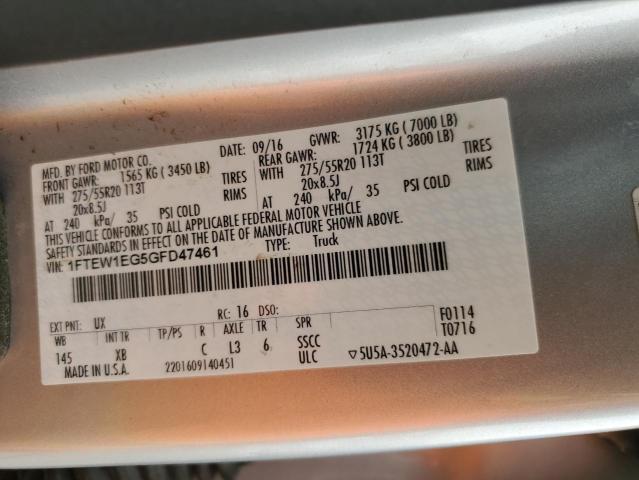 MFD. BY FORD MOTOR CO.
DATE: 09/16 GVWR: 3175 KG ( 7000 LB)
FRONT GAWR: 1565 KG ( 3450 LB) REAR GAWR: 1724 KG ( 3800 LB)
WITH 275/55R20 113T TIRES WITH 275/55R20 113T TIRES
20x8.5J RIMS 20x8.5J RIMS
AT 240 kPa/ 35 PSI COLD AT 240 kPa/ 35 PSI COLD
THIS VEHICLE CONFORMS TO ALL APPLICABLE FEDERAL MOTOR VEHICLE
SAFETY STANDARDS IN EFFECT ON THE DATE OF MANUFACTURE SHOWN ABOVE.
VIN: 1FTEW1EG5GFD47461 TYPE: Truck
EXT PNT: UX RC: 16 DSO: F0114
WB INT TR TP/PS R AXLE TR SPR T0716
145 XB C L3 6 SSCC
MADE IN U.S.A. 2201609140451 ULC ▽5U5A-3520472-AA